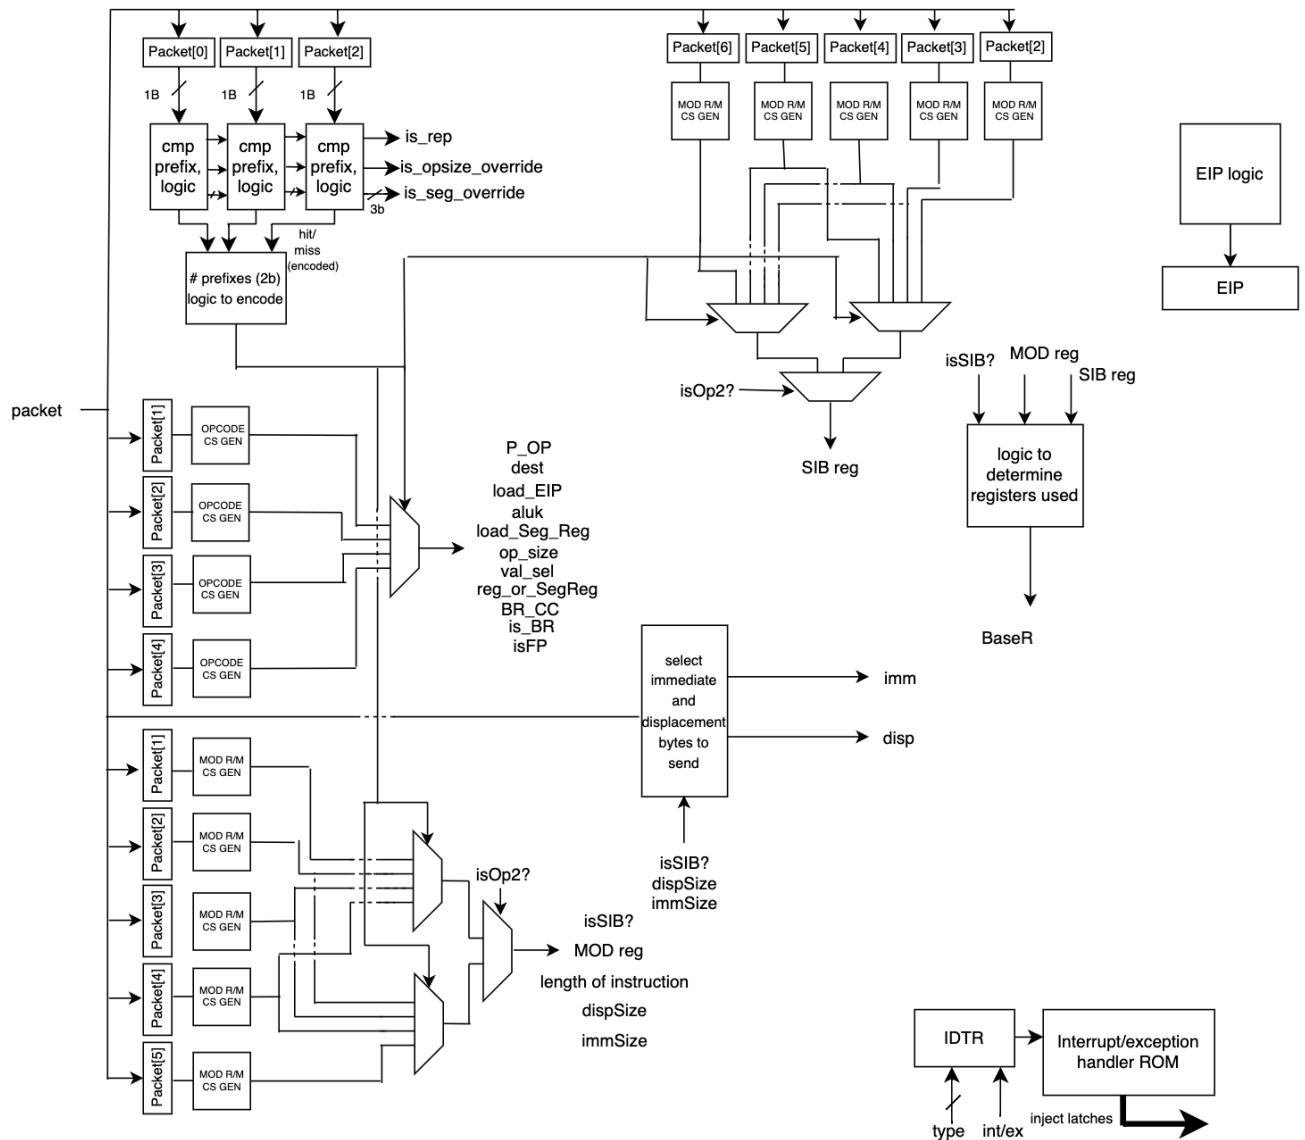 Packet[0]
Packet[1]
Packet[2]
Packet[6]
Packet[5]
Packet[4]
Packet[3]
Packet[2]
1B
1B
1B
MOD R/M
CS GEN
MOD R/M
CS GEN
MOD R/M
CS GEN
MOD R/M
CS GEN
MOD R/M
CS GEN
cmp
prefix,
logic
cmp
prefix,
logic
cmp
prefix,
logic
is_rep
is_opsize_override
is_seg_override
3b
EIP logic
EIP
hit/
miss
(encoded)
# prefixes (2b)
logic to encode
isOp2?
SIB reg
isSIB?
MOD reg
SIB reg
logic to
determine
registers used
BaseR
packet
Packet[1]
OPCODE
CS GEN
Packet[2]
OPCODE
CS GEN
Packet[3]
OPCODE
CS GEN
Packet[4]
OPCODE
CS GEN
P_OP
dest
load_EIP
aluk
load_Seg_Reg
op_size
val_sel
reg_or_SegReg
BR_CC
is_BR
isFP
select
immediate
and
displacement
bytes to
send
imm
disp
isSIB?
dispSize
immSize
Packet[1]
MOD R/M
CS GEN
Packet[2]
MOD R/M
CS GEN
Packet[3]
MOD R/M
CS GEN
Packet[4]
MOD R/M
CS GEN
Packet[5]
MOD R/M
CS GEN
isOp2?
isSIB?
MOD reg
length of instruction
dispSize
immSize
IDTR
Interrupt/exception
handler ROM
type
int/ex
inject latches